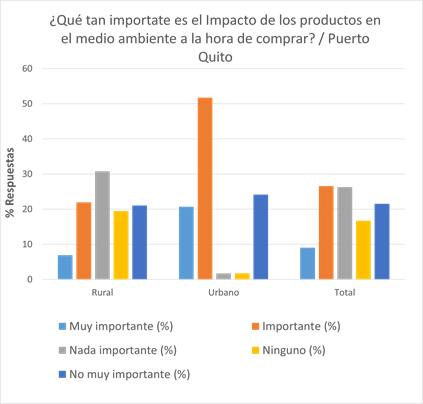 ¿Qué tan importate es el Impacto de los productos en
el medio ambiente a la hora de comprar? / Puerto
Quito
60
50
40
30
20
10
0
% Respuestas
Rural Urbano Total
Muy importante (%) Importante (%)
Nada importante (%) Ninguno (%)
No muy importante (%)